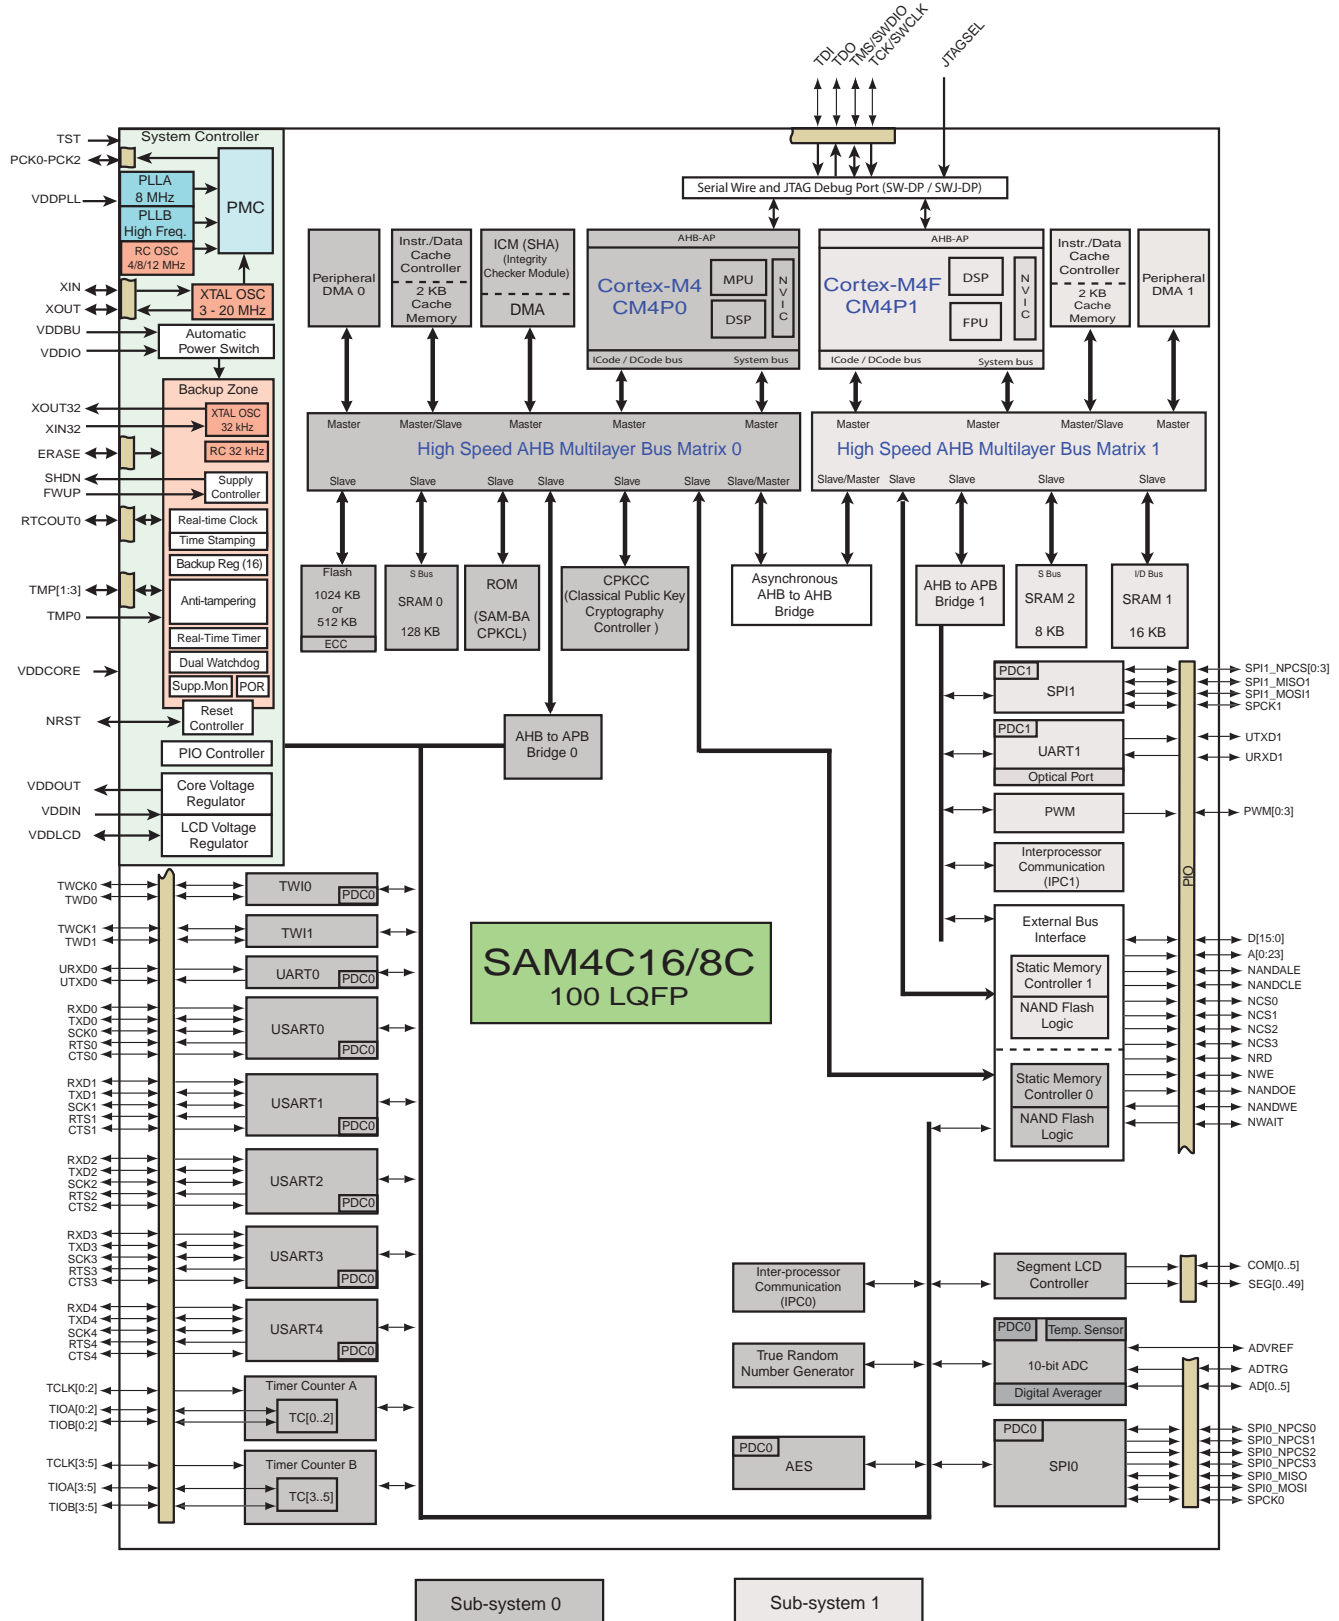 TDI
TDO
TMS/SWDIO
TCK/SWCLK
JTAGSEL
TST
PCK0-PCK2
VDDPLL
XIN
XOUT
VDDBU
VDDIO
XOUT32
XIN32
ERASE
SHDN
FWUP
RTCOUT0
TMP[1:3]
TMP0
VDDCORE
NRST
VDDOUT
VDDIN
VDDLCD
System Controller
PLLA
8 MHz
PLLB
High Freq.
RC OSC
4/8/12 MHz
PMC
XTAL OSC
3 - 20 MHz
Automatic
Power Switch
Backup Zone
XTAL OSC
32 kHz
RC 32 kHz
Supply
Controller
Real-time Clock
Time Stamping
Backup Reg (16)
Anti-tampering
Real-Time Timer
Dual Watchdog
Supp.Mon
POR
Reset
Controller
PIO Controller
Core Voltage
Regulator
LCD Voltage
Regulator
Serial Wire and JTAG Debug Port (SW-DP / SWJ-DP)
Peripheral
DMA 0
Instr./Data
Cache
Controller
2 KB
Cache
Memory
ICM (SHA)
(Integrity
Checker Module)
DMA
AHB-AP
Cortex-M4
CM4P0
MPU
DSP
NVIC
ICode / DCode bus
System bus
AHB-AP
Cortex-M4F
CM4P1
DSP
FPU
NVIC
ICode / DCode bus
System bus
Instr./Data
Cache
Controller
2 KB
Cache
Memory
Peripheral
DMA 1
Master
Master/Slave
Master
Master
Master
High Speed AHB Multilayer Bus Matrix 0
Slave
Slave
Slave
Slave
Slave
Slave
Slave/Master
Master
Master
Master/Slave
Master
High Speed AHB Multilayer Bus Matrix 1
Slave/Master
Slave
Slave
Slave
Slave
Flash
1024 KB
or
512 KB
ECC
S Bus
SRAM 0
128 KB
ROM
(SAM-BA
CPKCL)
CPKCC
(Classical Public Key
Cryptography
Controller )
Asynchronous
AHB to AHB
Bridge
AHB to APB
Bridge 1
S Bus
SRAM 2
8 KB
I/D Bus
SRAM 1
16 KB
AHB to APB
Bridge 0
PDC1
SPI1
PDC1
UART1
Optical Port
PWM
Interprocessor
Communication
(IPC1)
External Bus
Interface
Static Memory
Controller 1
NAND Flash
Logic
Static Memory
Controller 0
NAND Flash
Logic
PIO
SPI1_NPCS[0:3]
SPI1_MISO1
SPI1_MOSI1
SPCK1
UTXD1
URXD1
PWM[0:3]
D[15:0]
A[0:23]
NANDALE
NANDCLE
NCS0
NCS1
NCS2
NCS3
NRD
NWE
NANDOE
NANDWE
NWAIT
SAM4C16/8C
100 LQFP
TWCK0
TWD0
TWI0
PDC0
TWCK1
TWD1
TWI1
URXD0
UTXD0
UART0
PDC0
RXD0
TXD0
SCK0
RTS0
CTS0
USART0
PDC0
RXD1
TXD1
SCK1
RTS1
CTS1
USART1
PDC0
RXD2
TXD2
SCK2
RTS2
CTS2
USART2
PDC0
RXD3
TXD3
SCK3
RTS3
CTS3
USART3
PDC0
RXD4
TXD4
SCK4
RTS4
CTS4
USART4
PDC0
TCLK[0:2]
TIOA[0:2]
TIOB[0:2]
Timer Counter A
TC[0..2]
TCLK[3:5]
TIOA[3:5]
TIOB[3:5]
Timer Counter B
TC[3..5]
Inter-processor
Communication
(IPC0)
True Random
Number Generator
PDC0
AES
Segment LCD
Controller
PDC0
Temp. Sensor
10-bit ADC
Digital Averager
PDC0
SPI0
COM[0..5]
SEG[0..49]
ADVREF
ADTRG
AD[0..5]
SPI0_NPCS0
SPI0_NPCS1
SPI0_NPCS2
SPI0_NPCS3
SPI0_MISO
SPI0_MOSI
SPCK0
Sub-system 0
Sub-system 1